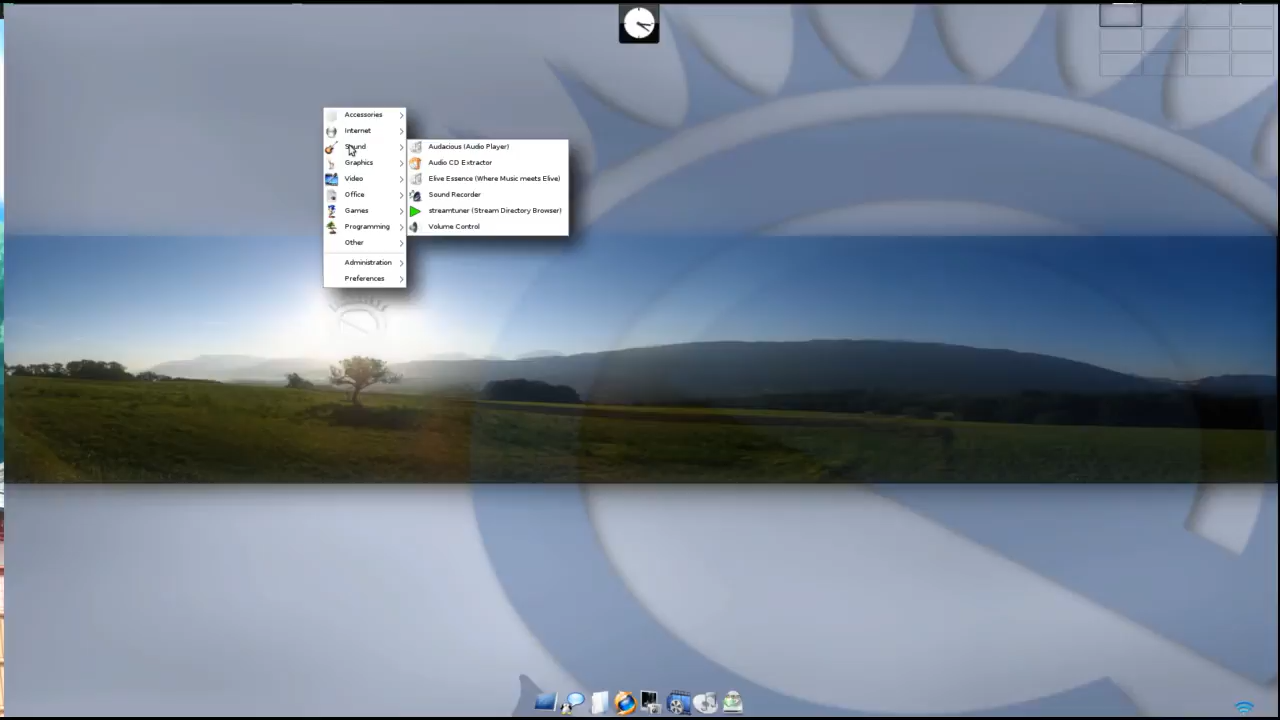 Accessories
Internet
Sound
Graphics
Video
Office
Games
Programming
Other
Administration
Preferences
Audacious (Audio Player)
Audio CD Extractor
Elive Essence (Where Music meets Elive)
Sound Recorder
streamtuner (Stream Directory Browser)
Volume Control